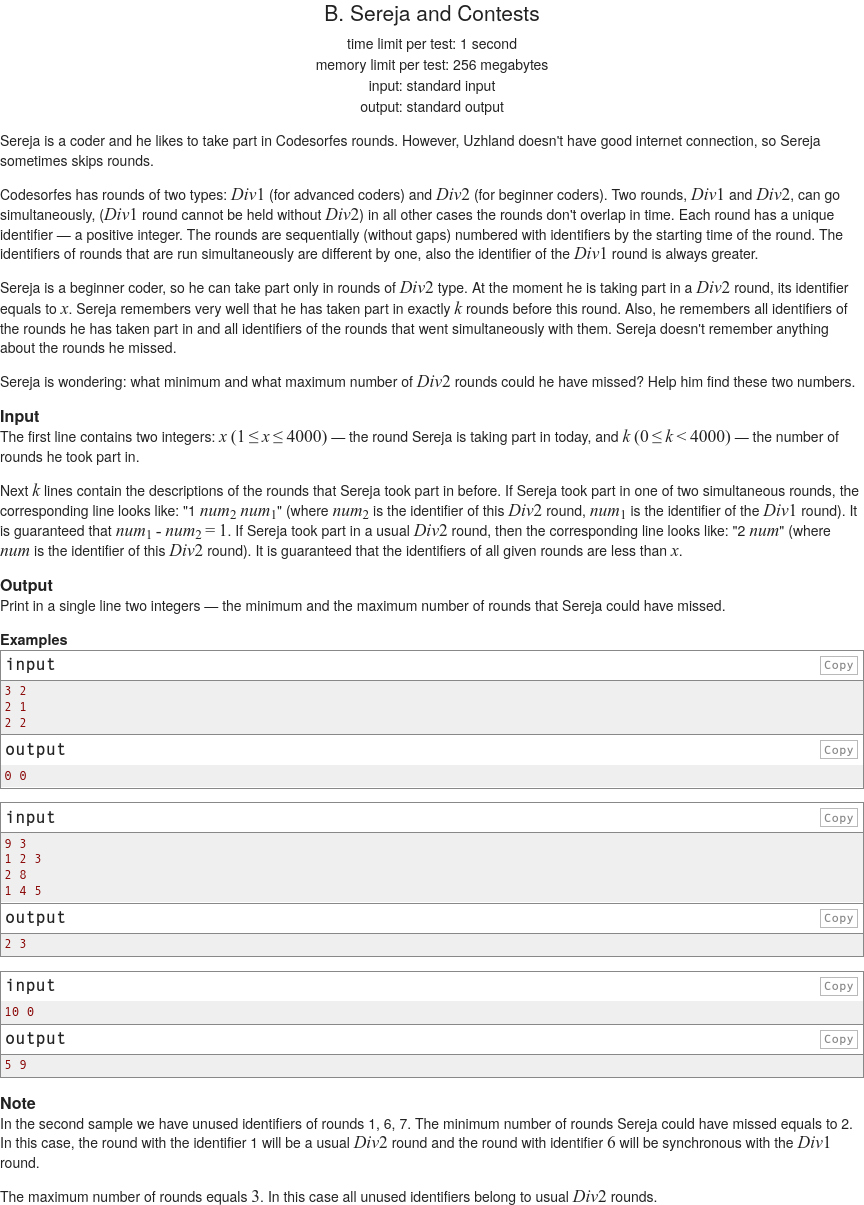 B. Sereja and Contests
time limit per test: 1 second
memory limit per test: 256 megabytes
input: standard input
output: standard output
Sereja is a coder and he likes to take part in Codesorfes rounds. However, Uzhland doesn't have good internet connection, so Sereja
sometimes skips rounds.
Codesorfes has rounds of two types: Div1 (for advanced coders) and Div2 (for beginner coders). Two rounds, Div1 and Div2, can go
simultaneously, (Div1 round cannot be held without Div2) in all other cases the rounds don't overlap in time. Each round has a unique
identifier — a positive integer. The rounds are sequentially (without gaps) numbered with identifiers by the starting time of the round. The
identifiers of rounds that are run simultaneously are different by one, also the identifier of the Div1 round is always greater.
Sereja is a beginner coder, so he can take part only in rounds of Div2 type. At the moment he is taking part in a Div2 round, its identifier
equals to x. Sereja remembers very well that he has taken part in exactly k rounds before this round. Also, he remembers all identifiers of
the rounds he has taken part in and all identifiers of the rounds that went simultaneously with them. Sereja doesn't remember anything
about the rounds he missed.
Sereja is wondering: what minimum and what maximum number of Div2 rounds could he have missed? Help him find these two numbers.
Input
The first line contains two integers: x (1 ≤ x ≤ 4000) — the round Sereja is taking part in today, and k (0 ≤ k < 4000) — the number of
rounds he took part in.
Next k lines contain the descriptions of the rounds that Sereja took part in before. If Sereja took part in one of two simultaneous rounds, the
corresponding line looks like: "1 num2 num1" (where num2 is the identifier of this Div2 round, num1 is the identifier of the Div1 round). It
is guaranteed that num1 - num2 = 1. If Sereja took part in a usual Div2 round, then the corresponding line looks like: "2 num" (where
num is the identifier of this Div2 round). It is guaranteed that the identifiers of all given rounds are less than x.
Output
Print in a single line two integers — the minimum and the maximum number of rounds that Sereja could have missed.
Examples
input Copy
3 2
2 1
2 2
output Copy
0 0
input Copy
9 3
1 2 3
2 8
1 4 5
output Copy
2 3
input Copy
10 0
output Copy
5 9
Note
In the second sample we have unused identifiers of rounds 1, 6, 7. The minimum number of rounds Sereja could have missed equals to 2.
In this case, the round with the identifier 1 will be a usual Div2 round and the round with identifier 6 will be synchronous with the Div1
round.
The maximum number of rounds equals 3. In this case all unused identifiers belong to usual Div2 rounds.